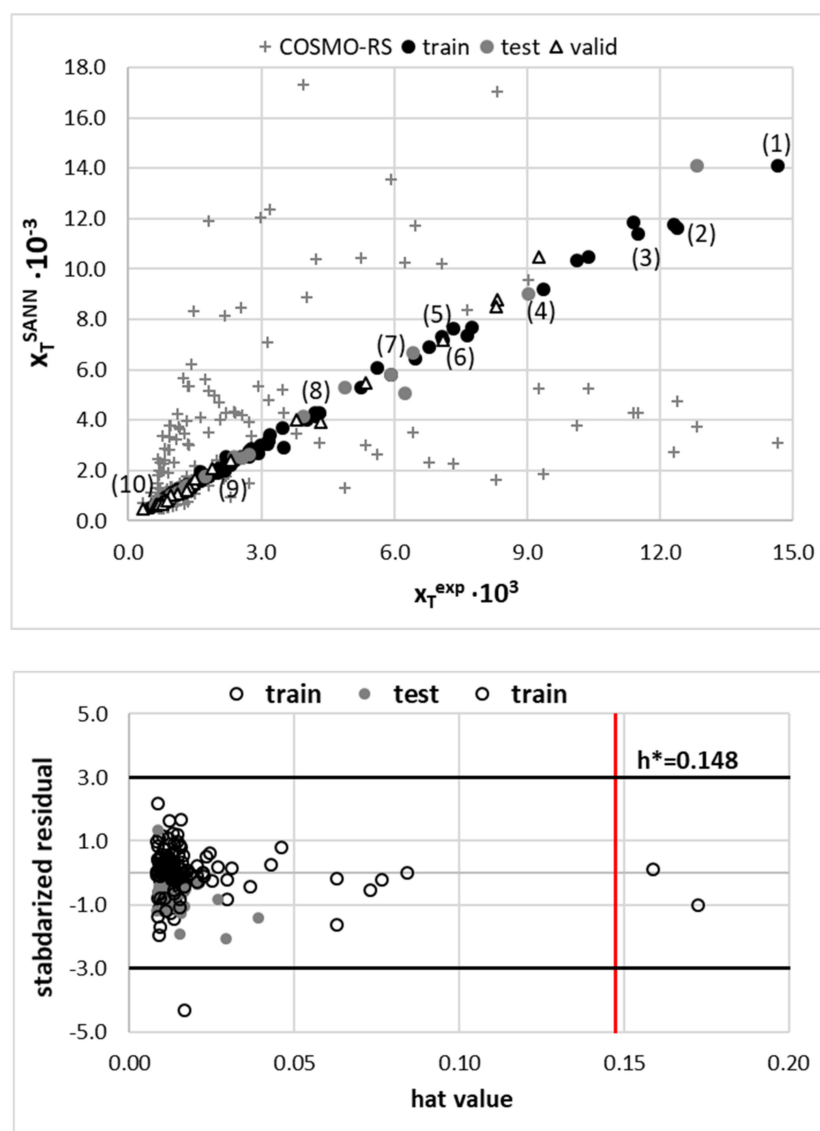 COSMO-RS train test valid
18.0
16.0
(1)
14.0
12.0
(2)
(3)
10.0
(4)
8.0
(5)
(7)
(6)
6.0
(8)
4.0
2.0
(10)
(9)
0.0
0.0 3.0 6.0 9.0 12.0 15.0
xT^SANN ·10^-3
xT^exp ·10^3
train test train
5.0
h*=0.148
3.0
1.0
-1.0
-3.0
-5.0
0.00 0.05 0.10 0.15 0.20
stabdarized residual
hat value